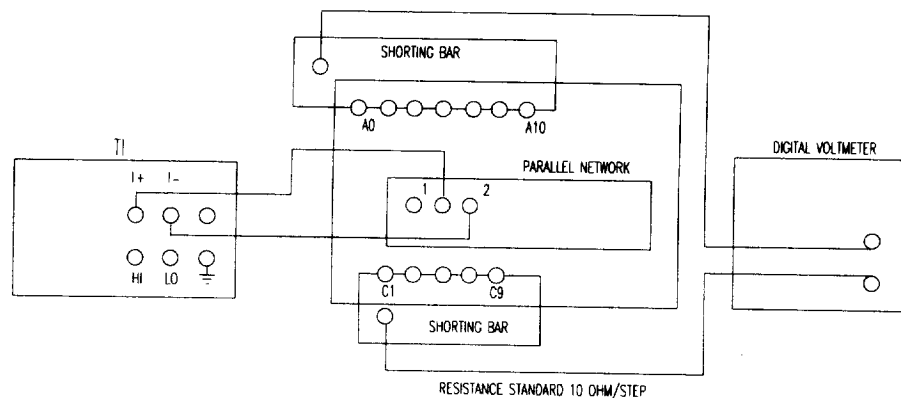 SHORTING BAR
A0 A10
TI
DIGITAL VOLTMETER
I+ I-
PARALLEL NETWORK
1 2
HI LO
C1 C9
SHORTING BAR
RESISTANCE STANDARD 10 OHM/STEP